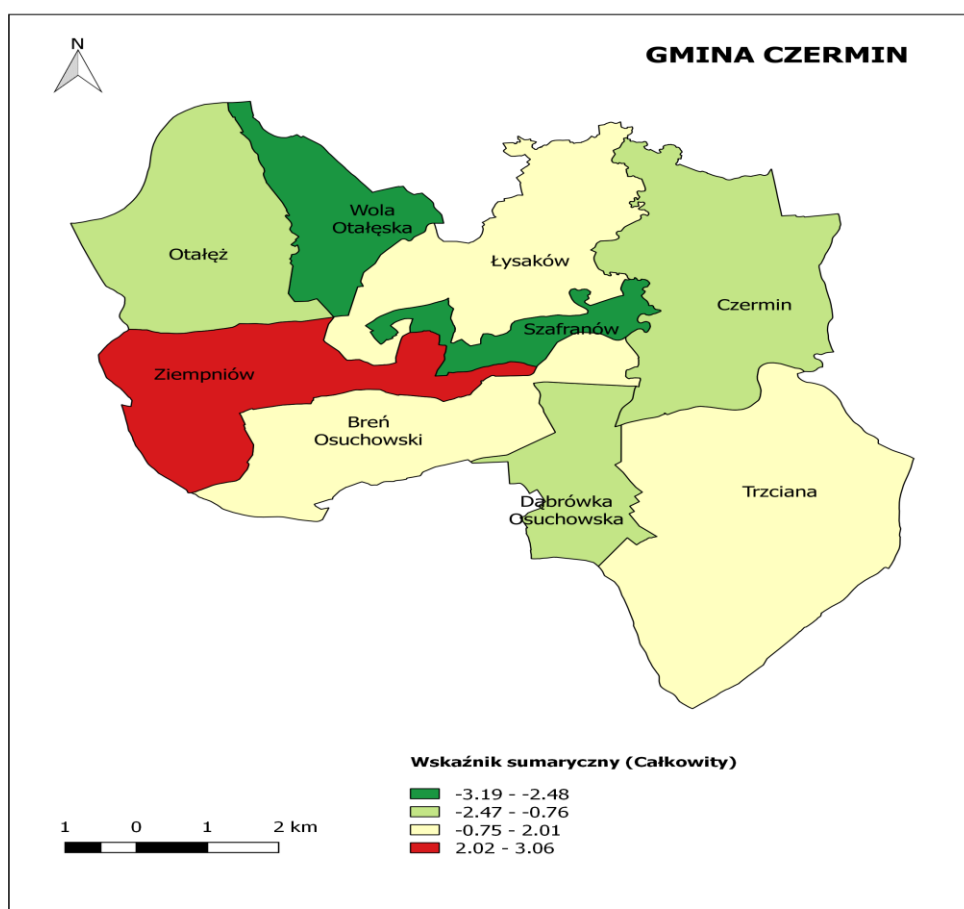 N
GMINA CZERMIN
Wola
Otałęska
Otałęż
Łysaków
Czermin
Szafranów
Ziempniów
Breń
Osuchowski
Trzciana
Dąbrówka
Osuchowska
Wskaźnik sumaryczny (Całkowity)
-3.19 - -2.48
-2.47 - -0.76
-0.75 - 2.01
2.02 - 3.06
1 0 1 2 km